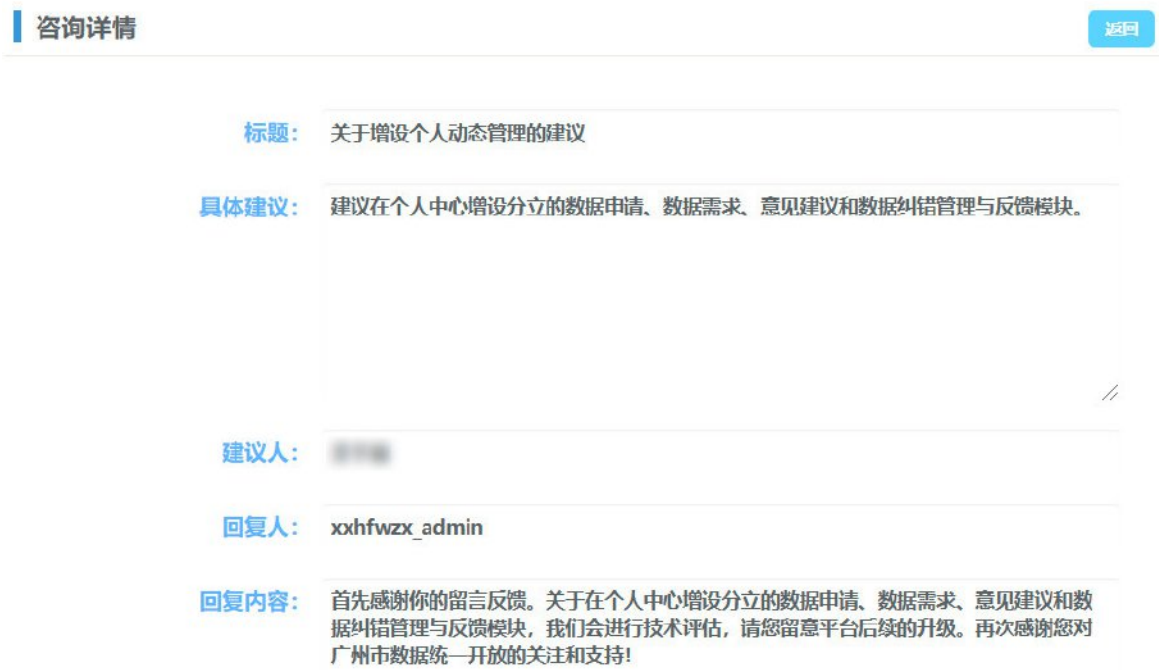 咨询详情
返回
标题：
关于增设个人动态管理的建议
具体建议：
建议在个人中心增设分立的数据申请、数据需求、意见建议和数据纠错管理与反馈模块。
建议人：
回复人：
xxhfwzx_admin
回复内容：
首先感谢你的留言反馈。关于在个人中心增设分立的数据申请、数据需求、意见建议和数
据纠错管理与反馈模块，我们会进行技术评估，请您留意平台后续的升级。再次感谢您对
广州市数据统一开放的关注和支持!